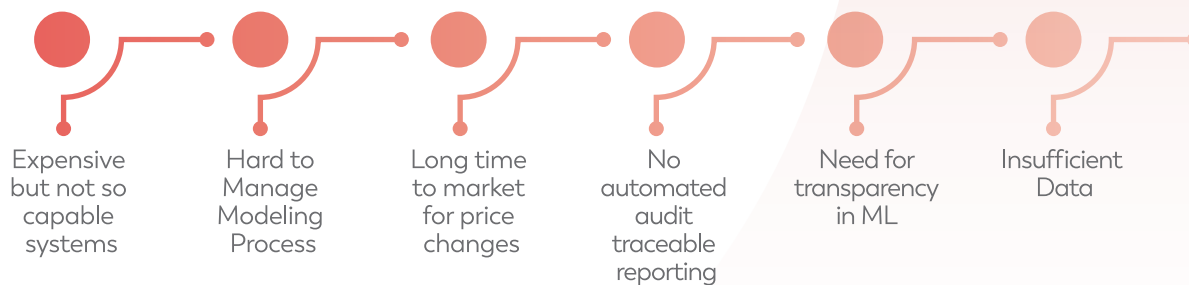 Expensive
but not so
capable
systems
Hard to
Manage
Modeling
Process
Long time
to market
for price
changes
No
automated
audit
traceable
reporting
Need for
transparency
in ML
Insufficient
Data